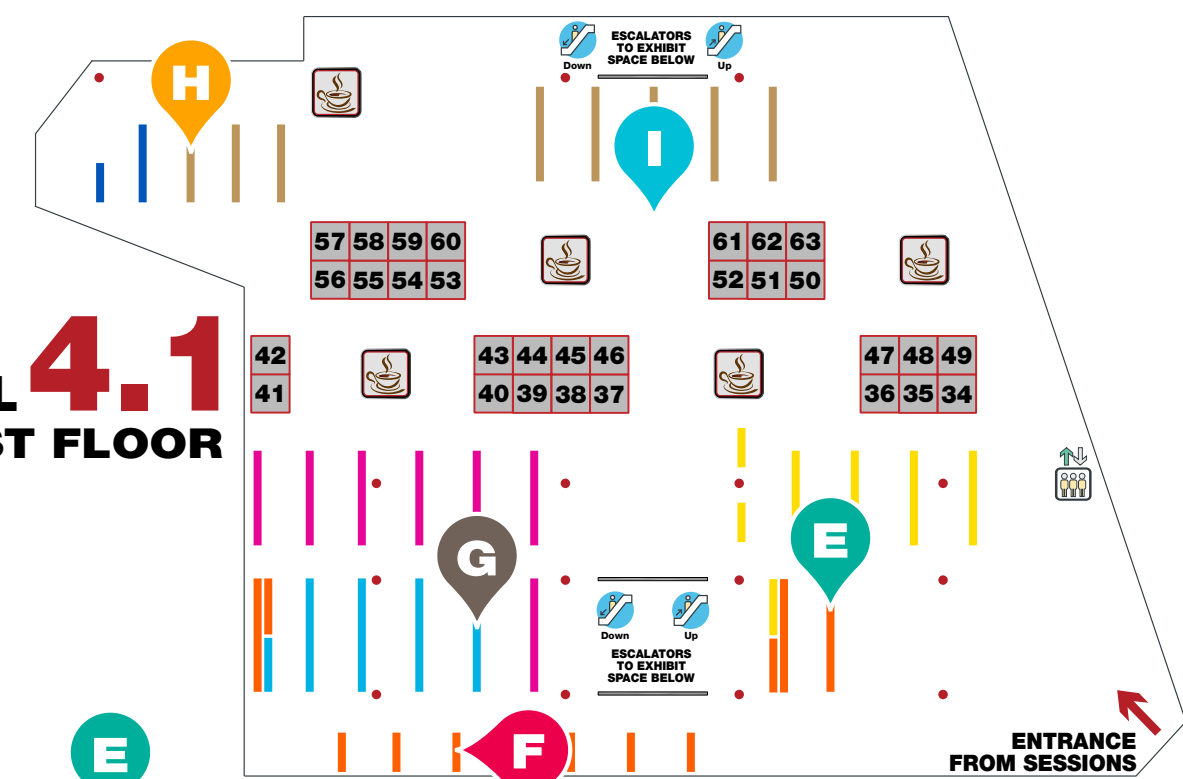 ESCALATORS
TO EXHIBIT
SPACE BELOW
Down
Up
H
I
57 58 59 60
61 62 63
56 55 54 53
52 51 50
4.1
42
43 44 45 46
47 48 49
41
40 39 38 37
36 35 34
L
ST FLOOR
G
E
Down
Up
ESCALATORS
TO EXHIBIT
SPACE BELOW
E
F
ENTRANCE
FROM SESSIONS